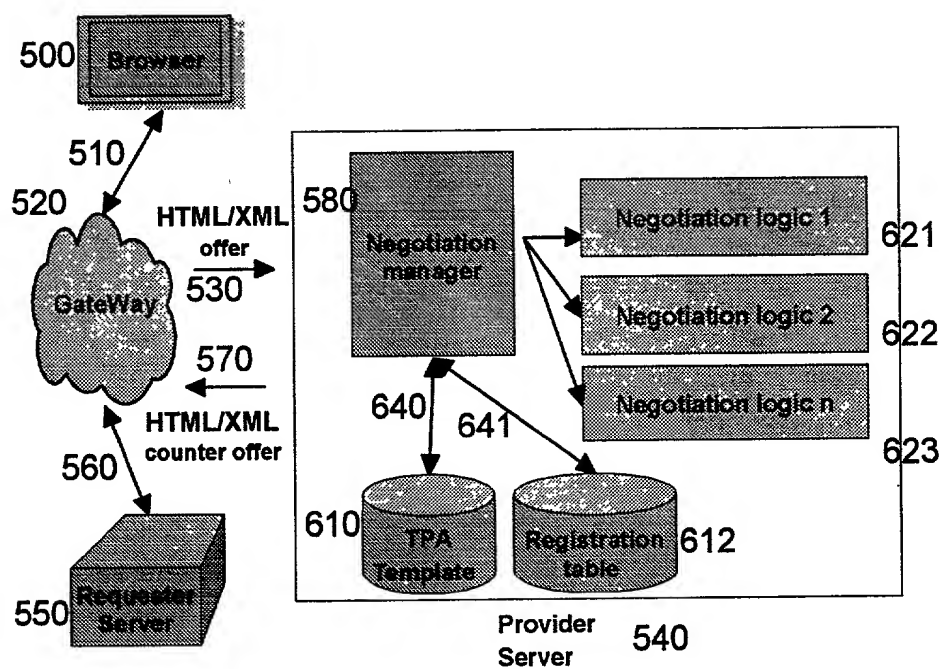 500
Browser
510
520
HTML/XML
offer
530
GateWay
570
HTML/XML
counter offer
560
550
Requester
Server
580
Negotiation
manager
Negotiation logic 1
621
Negotiation logic 2
622
Negotiation logic n
623
640
641
610
TPA
Template
Registration
table
612
Provider
Server
540